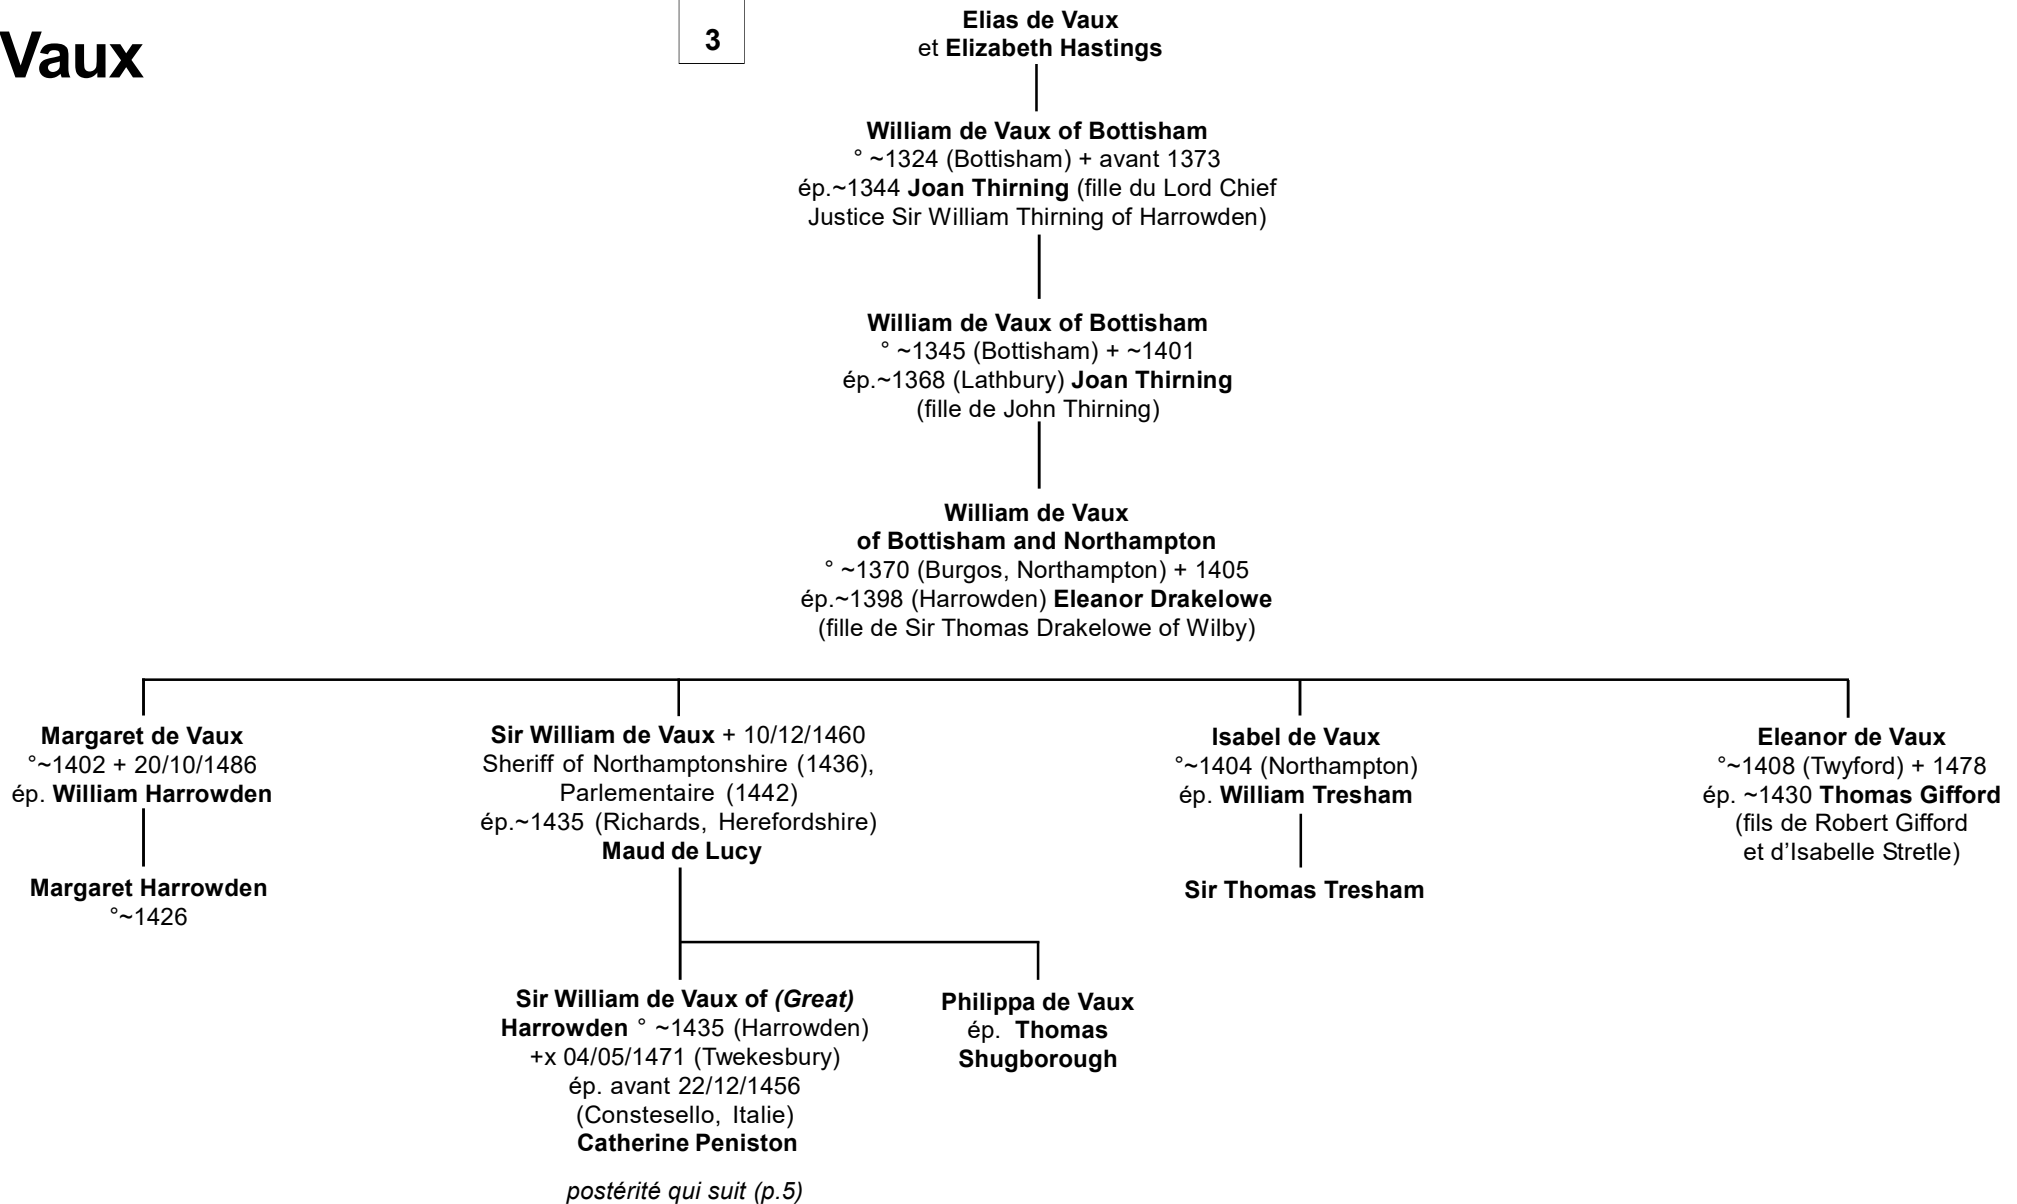 Vaux
3
Elias de Vaux
et Elizabeth Hastings
William de Vaux of Bottisham
° ~1324 (Bottisham) + avant 1373
ép.~1344 Joan Thirning (fille du Lord Chief
Justice Sir William Thirning of Harrowden)
William de Vaux of Bottisham
° ~1345 (Bottisham) + ~1401
ép.~1368 (Lathbury) Joan Thirning
(fille de John Thirning)
William de Vaux
of Bottisham and Northampton
° ~1370 (Burgos, Northampton) + 1405
ép.~1398 (Harrowden) Eleanor Drakelowe
(fille de Sir Thomas Drakelowe of Wilby)
Margaret de Vaux
°~1402 + 20/10/1486
ép. William Harrowden
Margaret Harrowden
°~1426
Sir William de Vaux + 10/12/1460
Sheriff of Northamptonshire (1436),
Parlementaire (1442)
ép.~1435 (Richards, Herefordshire)
Maud de Lucy
Isabel de Vaux
°~1404 (Northampton)
ép. William Tresham
Sir Thomas Tresham
Eleanor de Vaux
°~1408 (Twyford) + 1478
ép. ~1430 Thomas Gifford
(fils de Robert Gifford
et d'Isabelle Stretle)
Sir William de Vaux of (Great)
Harrowden ° ~1435 (Harrowden)
+x 04/05/1471 (Twekesbury)
ép. avant 22/12/1456
(Constesello, Italie)
Catherine Peniston
postérité qui suit (p.5)
Philippa de Vaux
ép. Thomas
Shugborough